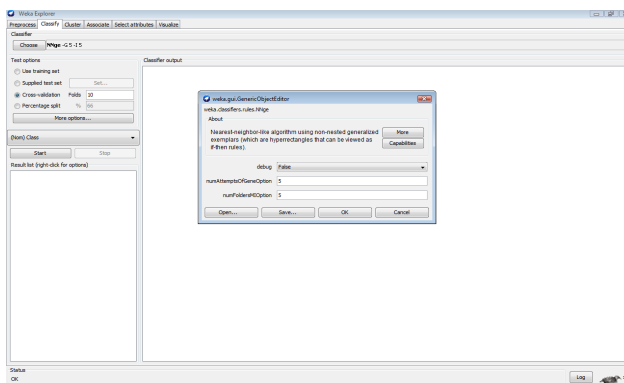 Weka Explorer
Preprocess Classify Cluster Associate Select attributes Visualize
Classifier
Choose NNge -G 5 -I 5
Test options
Use training set
Supplied test set Set...
Cross-validation Folds 10
Percentage split % 66
More options...
(Nom) Class
Start Stop
Result list (right-click for options)
Classifier output
weka.gui.GenericObjectEditor
weka.classifiers.rules.NNge
About
Nearest-neighbor-like algorithm using non-nested generalized
exemplars (which are hyperrectangles that can be viewed as
if-then rules).
More
Capabilities
debug False
numAttemptsOfGeneOption 5
numFoldersMIOption 5
Open... Save... OK Cancel
Status
OK
Log